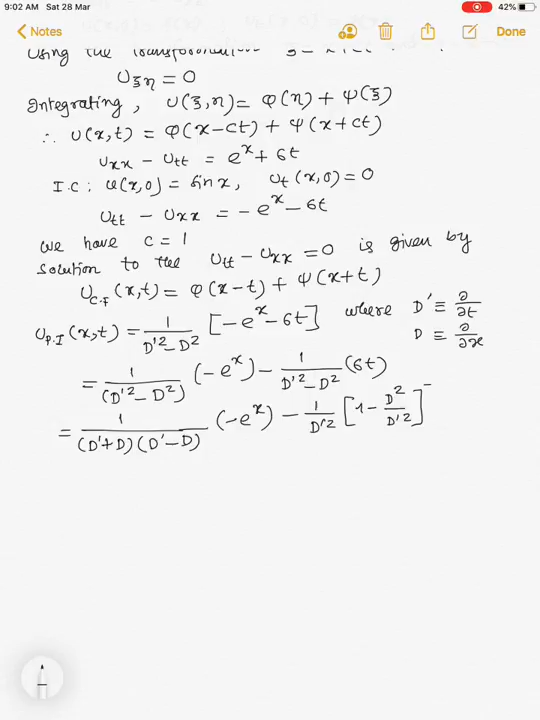 9:02 AM Sat 28 Mar 42%
Notes Done
Using the
U_ξη = 0
Integrating, U(ξ,η) = φ(η) + ψ(ξ)
∴ U(x,t) = φ(x-ct) + ψ(x+ct)
U_xx - U_tt = e^x + 6t
I.C: U(x,0) = sin x, U_t(x,0) = 0
U_tt - U_xx = -e^x - 6t
we have c = 1
solution to the U_tt - U_xx = 0 is given by
U_C.F(x,t) = φ(x-t) + ψ(x+t)
U_P.I(x,t) = 1/(D'^2 - D^2) [-e^x - 6t] where D' ≡ ∂/∂t
D ≡ ∂/∂x
= 1/(D'^2 - D^2) (-e^x) - 1/(D'^2 - D^2) (6t)
= 1/((D'+D)(D'-D)) (-e^x) - 1/D'^2 [1 - D^2/D'^2]^-